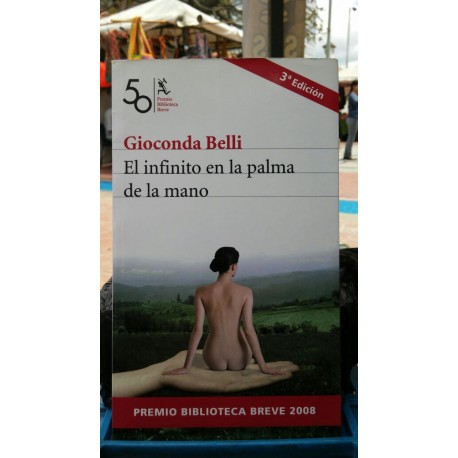 50
Premio
Biblioteca
Breve
3ª Edición
Gioconda Belli
El infinito en la palma
de la mano
PREMIO BIBLIOTECA BREVE 2008